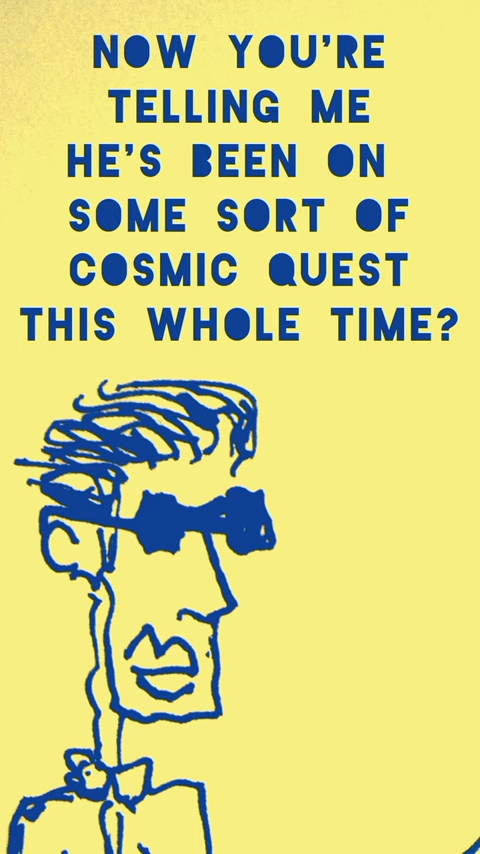 NOW YOU'RE
TELLING ME
HE'S BEEN ON
SOME SORT OF
COSMIC QUEST
THIS WHOLE TIME?